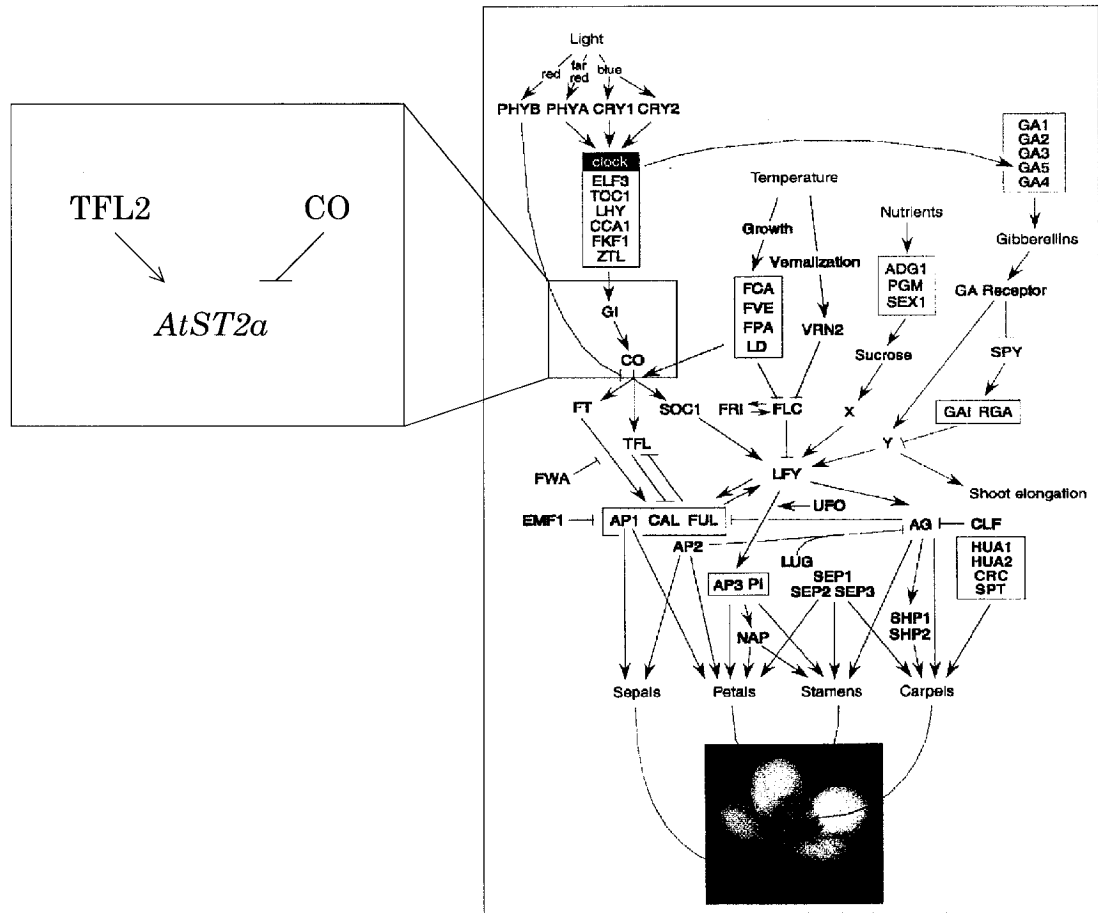 TFL2 CO
AtST2a
Light
red far red blue
PHYB PHYA CRY1 CRY2
clock
ELF3
TOC1
LHY
CCA1
FKF1
ZTL
GI
CO
GA1
GA2
GA3
GA5
GA4
Gibberellins
GA Receptor
SPY
GAI RGA
Y
Shoot elongation
Temperature
Growth
Vernalization
FCA
FVE
FPA
LD
VRN2
Nutrients
ADG1
PGM
SEX1
Sucrose
X
FT SOC1 FRI FLC
TFL
LFY
FWA
UFO
EMF1 AP1 CAL FUL AG CLF
AP2
LUG
HUA1
HUA2
CRC
SPT
AP3 PI
SEP1
SEP2 SEP3
NAP
SHP1
SHP2
Sepals Petals Stamens Carpels